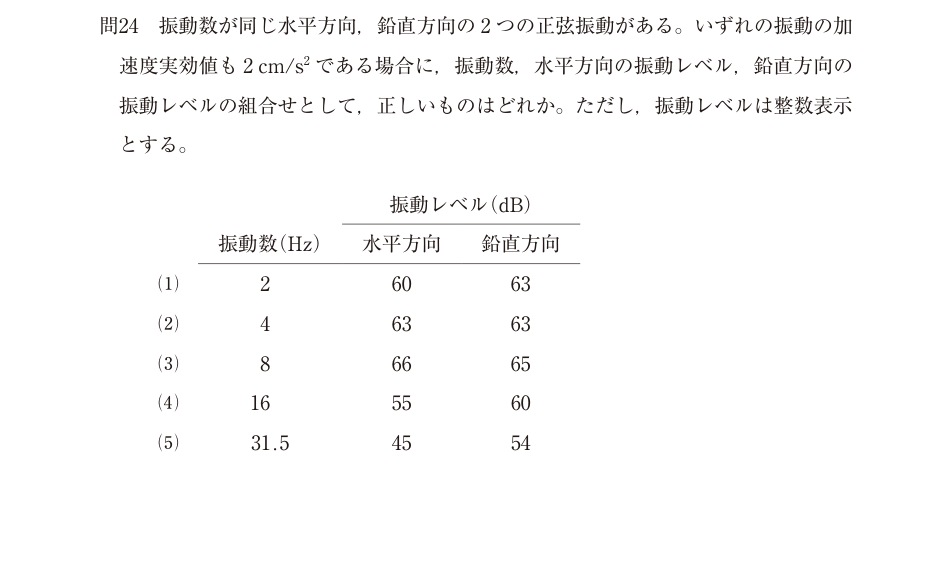 問24　振動数が同じ水平方向，鉛直方向の２つの正弦振動がある。いずれの振動の加
速度実効値も 2 cm/s² である場合に，振動数，水平方向の振動レベル，鉛直方向の
振動レベルの組合せとして，正しいものはどれか。ただし，振動レベルは整数表示
とする。
振動レベル(dB)
振動数(Hz) 水平方向 鉛直方向
(1) 2 60 63
(2) 4 63 63
(3) 8 66 65
(4) 16 55 60
(5) 31.5 45 54